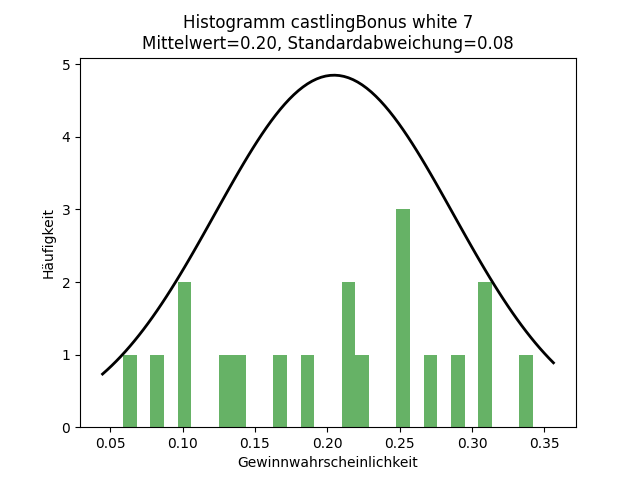 Histogramm castlingBonus white 7
Mittelwert=0.20, Standardabweichung=0.08
5
4
3
2
1
0
Häufigkeit
0.05 0.10 0.15 0.20 0.25 0.30 0.35
Gewinnwahrscheinlichkeit